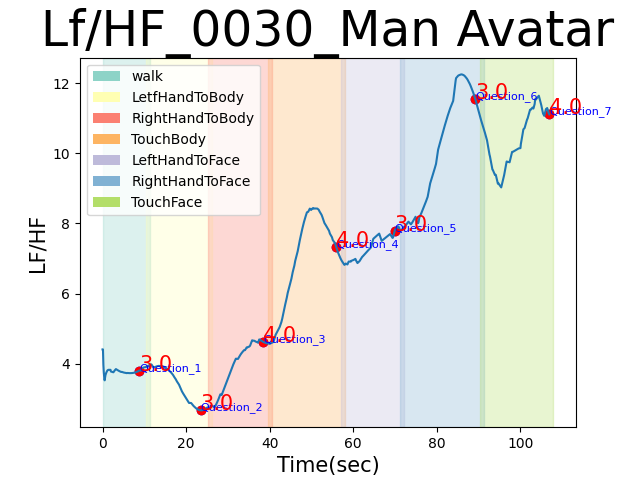 Lf/HF_0030_Man Avatar
walk
LetfHandToBody
RightHandToBody
TouchBody
LeftHandToFace
RightHandToFace
TouchFace
12
10
8
6
4
LF/HF
3.0
Question_1
3.0
Question_2
4.0
Question_3
4.0
Question_4
3.0
Question_5
3.0
Question_6
4.0
Question_7
0 20 40 60 80 100
Time(sec)